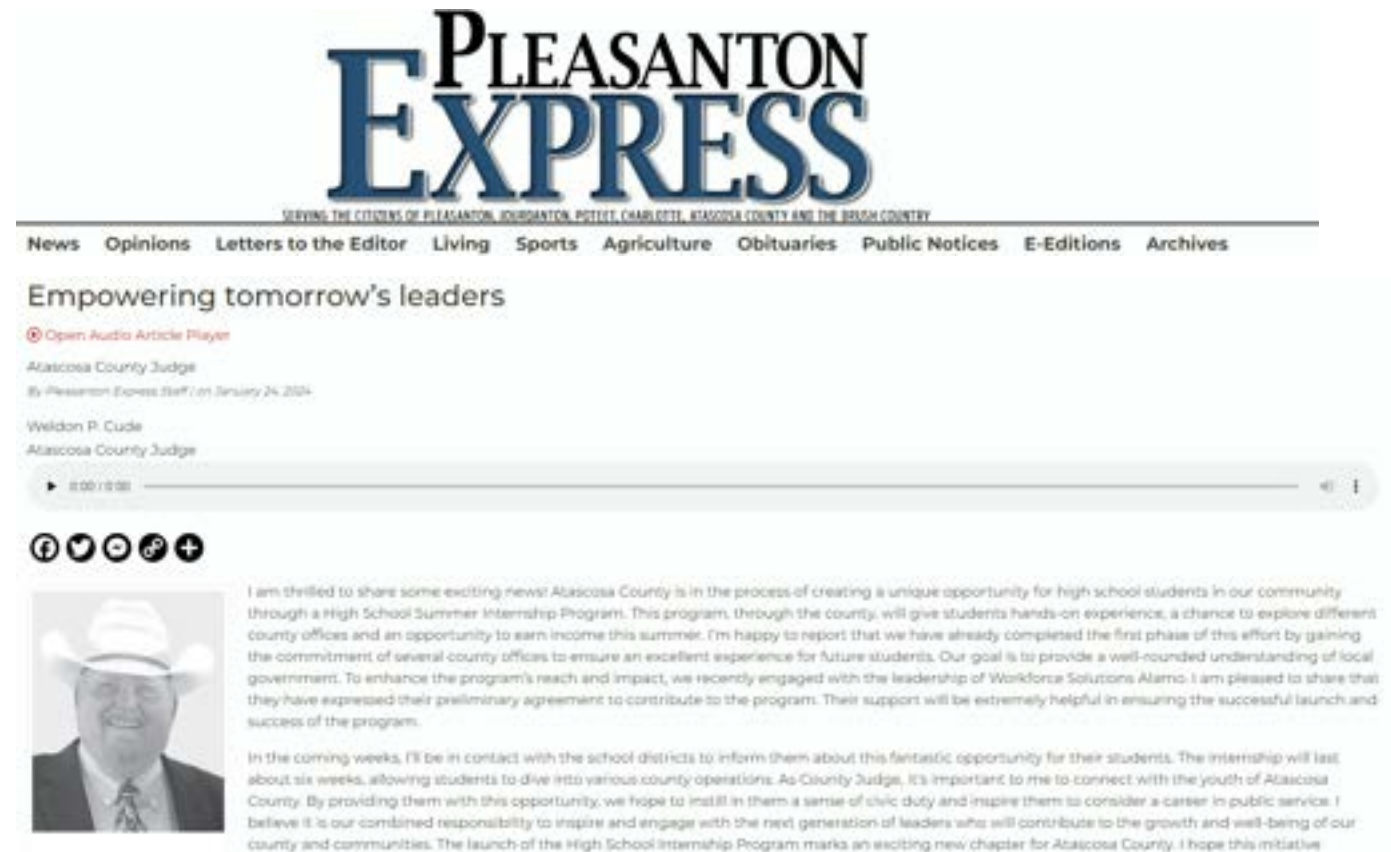 PLEASANTON
EXPRESS
SERVING THE CITIZENS OF PLEASANTON, JOURDANTON, POTEET, CHARLOTTE, ATASCOSA COUNTY AND THE BRUSH COUNTRY
News Opinions Letters to the Editor Living Sports Agriculture Obituaries Public Notices E-Editions Archives
Empowering tomorrow's leaders
Open Audio Article Player
Atascosa County Judge
By Pleasanton Express Staff | on January 24, 2024
Weldon P. Cude
Atascosa County Judge
0:00 / 0:00
I am thrilled to share some exciting news! Atascosa County is in the process of creating a unique opportunity for high school students in our community
through a High School Summer Internship Program. This program, through the county, will give students hands-on experience, a chance to explore different
county offices and an opportunity to earn income this summer. I'm happy to report that we have already completed the first phase of this effort by gaining
the commitment of several county offices to ensure an excellent experience for future students. Our goal is to provide a well-rounded understanding of local
government. To enhance the program's reach and impact, we recently engaged with the leadership of Workforce Solutions Alamo. I am pleased to share that
they have expressed their preliminary agreement to contribute to the program. Their support will be extremely helpful in ensuring the successful launch and
success of the program.
In the coming weeks, I'll be in contact with the school districts to inform them about this fantastic opportunity for their students. The internship will last
about six weeks, allowing students to dive into various county operations. As County Judge, it's important to me to connect with the youth of Atascosa
County. By providing them with this opportunity, we hope to instill in them a sense of civic duty and inspire them to consider a career in public service. I
believe it is our combined responsibility to inspire and engage with the next generation of leaders who will contribute to the growth and well-being of our
county and communities. The launch of the High School Internship Program marks an exciting new chapter for Atascosa County. I hope this initiative